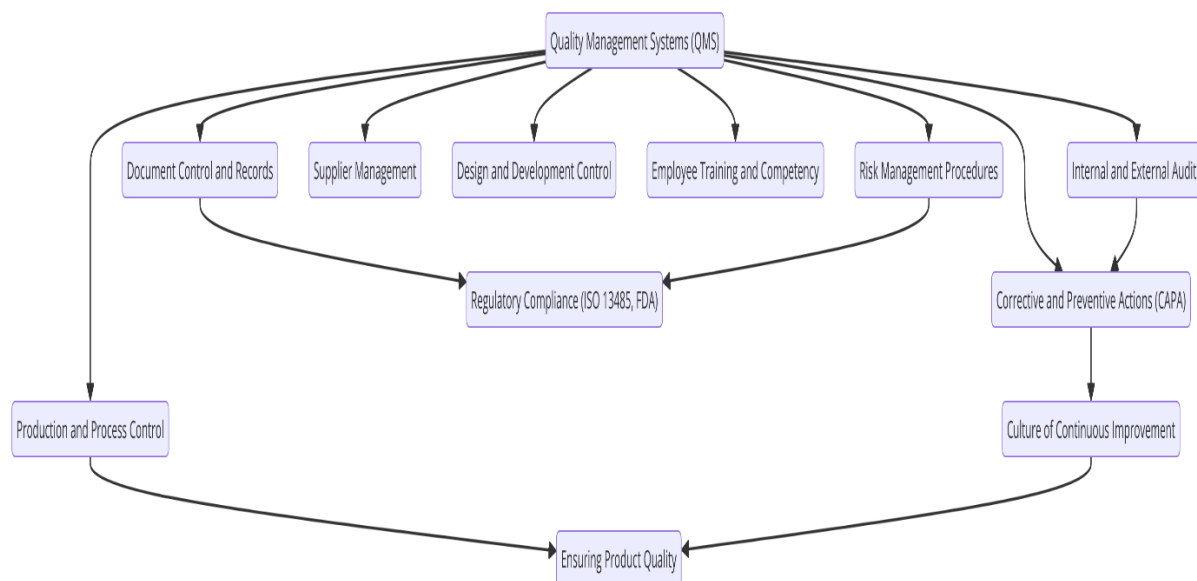 Quality Management Systems (QMS)
Document Control and Records
Supplier Management
Design and Development Control
Employee Training and Competency
Risk Management Procedures
Internal and External Audit
Regulatory Compliance (ISO 13485, FDA)
Corrective and Preventive Actions (CAPA)
Production and Process Control
Culture of Continuous Improvement
Ensuring Product Quality